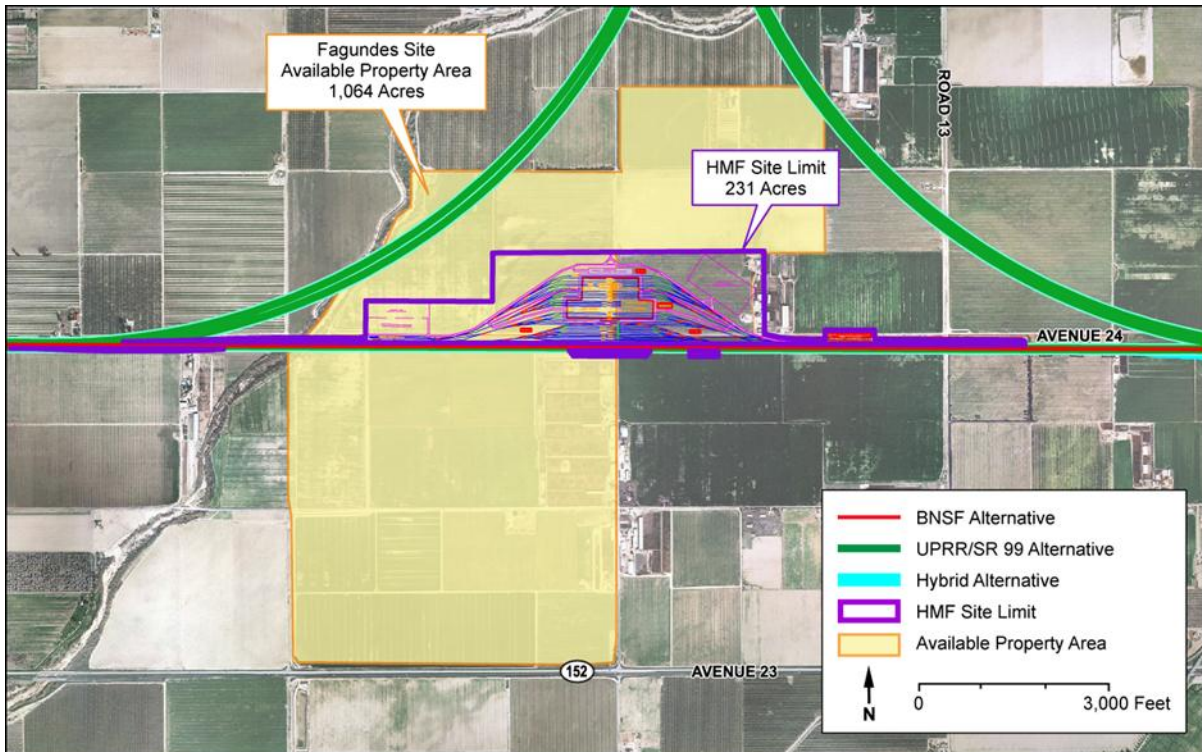 Fagundes Site
Available Property Area
1,064 Acres
ROAD 13
HMF Site Limit
231 Acres
AVENUE 24
152
AVENUE 23
BNSF Alternative
UPRR/SR 99 Alternative
Hybrid Alternative
HMF Site Limit
Available Property Area
N
0
3,000 Feet